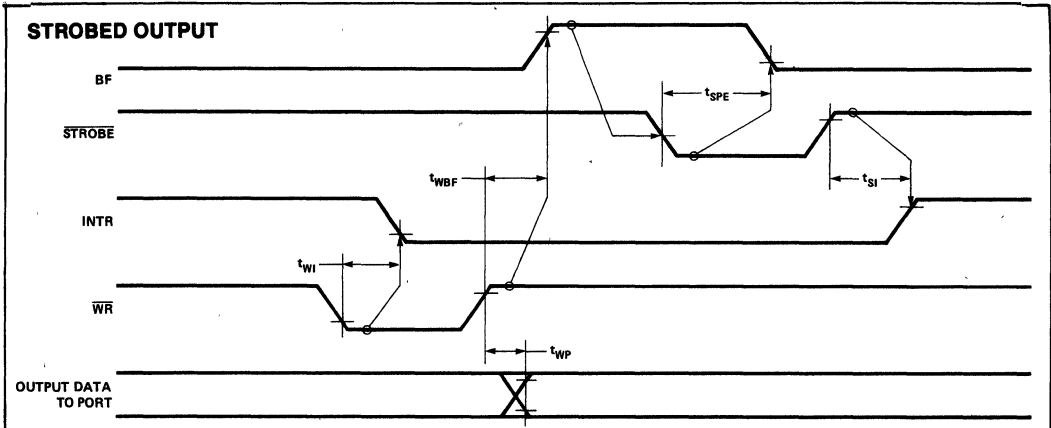 STROBED OUTPUT
BF
tSPE
STROBE
tWBF
tSI
INTR
tWI
WR
tWP
OUTPUT DATA
TO PORT